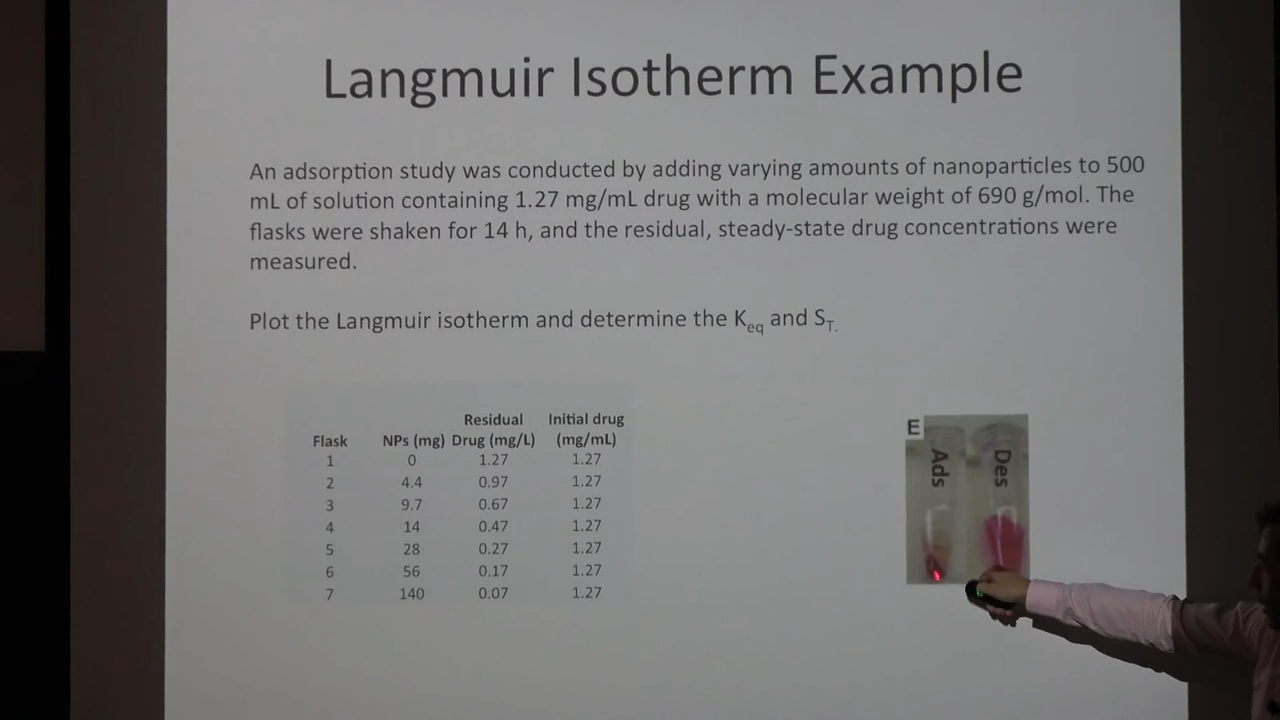 Langmuir Isotherm Example
An adsorption study was conducted by adding varying amounts of nanoparticles to 500
mL of solution containing 1.27 mg/mL drug with a molecular weight of 690 g/mol. The
flasks were shaken for 14 h, and the residual, steady-state drug concentrations were
measured.
Plot the Langmuir isotherm and determine the Keq and ST.
Residual Initial drug
Flask NPs (mg) Drug (mg/L) (mg/mL)
1 0 1.27 1.27
2 4.4 0.97 1.27
3 9.7 0.67 1.27
4 14 0.47 1.27
5 28 0.27 1.27
6 56 0.17 1.27
7 140 0.07 1.27
E
Ads
Des